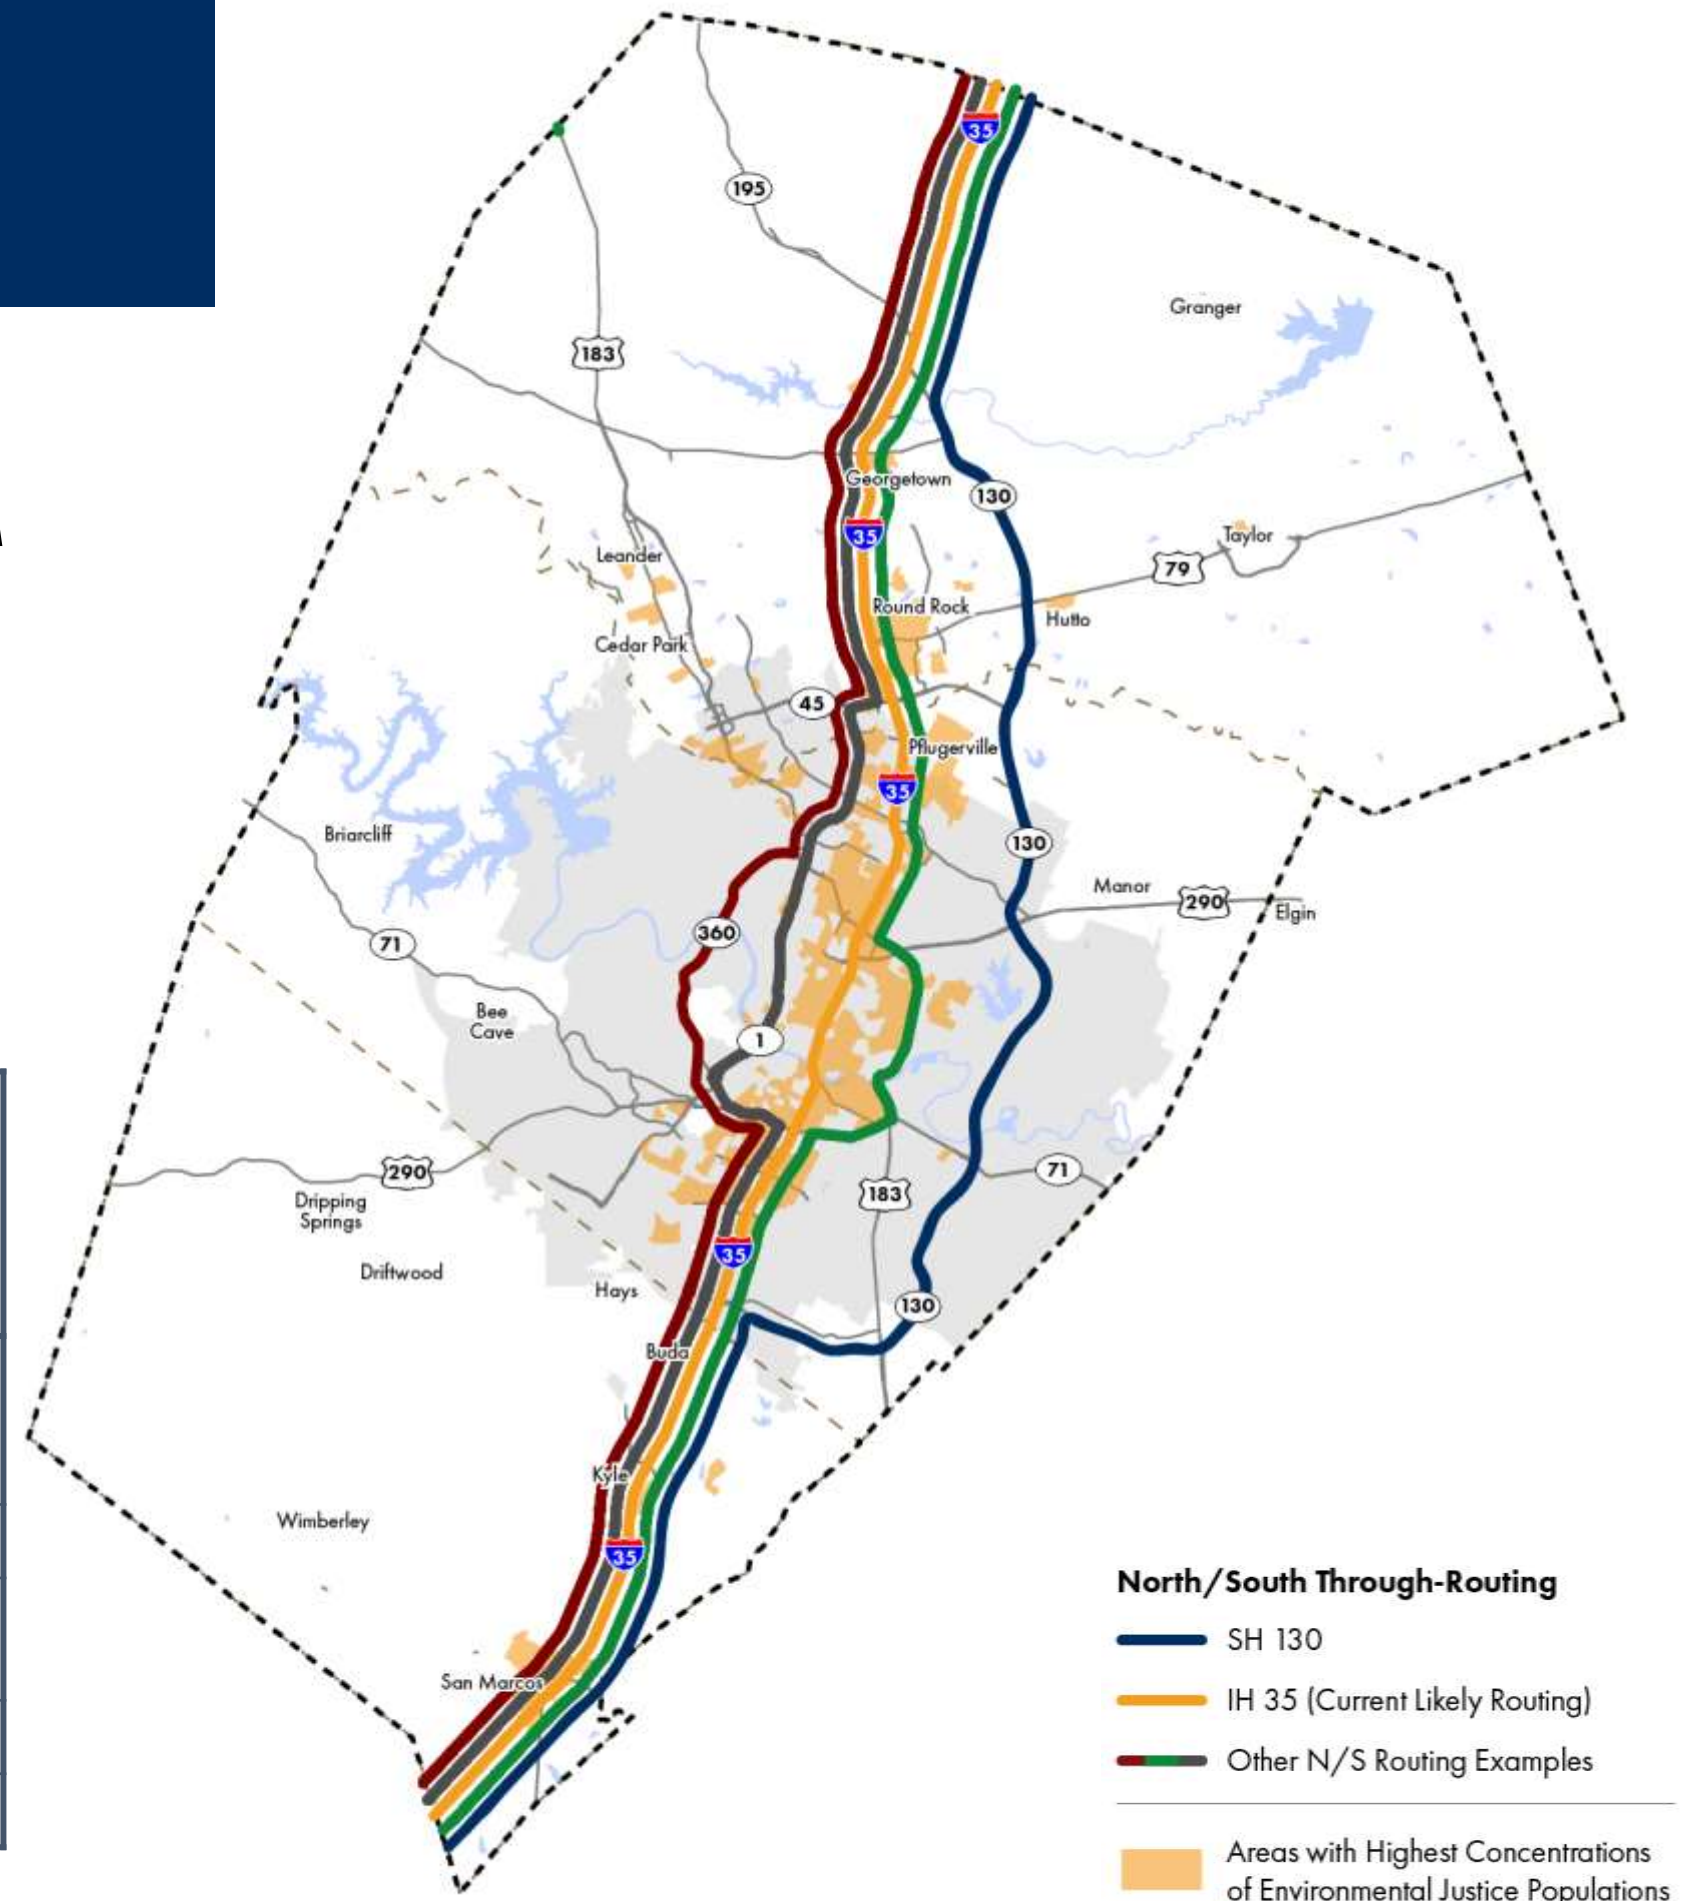 35
195
183
Granger
Georgetown
130
35
Taylor
Leander
79
Round Rock
Hutto
Cedar Park
45
Pflugerville
35
Briarcliff
130
Manor
290
Elgin
360
71
Bee
Cave
1
290
71
183
Dripping
Springs
35
Driftwood
Hays
130
Buda
Kyle
Wimberley
35
San Marcos
North/South Through-Routing
SH 130
IH 35 (Current Likely Routing)
Other N/S Routing Examples
Areas with Highest Concentrations
of Environmental Justice Populations